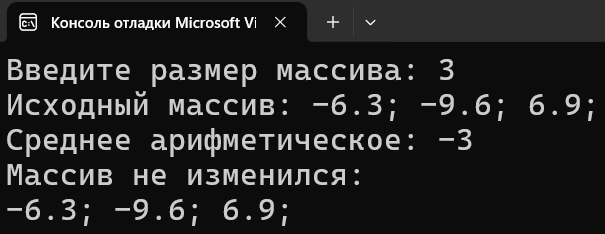 Консоль отладки Microsoft Vi
Введите размер массива: 3
Исходный массив: -6.3; -9.6; 6.9;
Среднее арифметическое: -3
Массив не изменился:
-6.3; -9.6; 6.9;